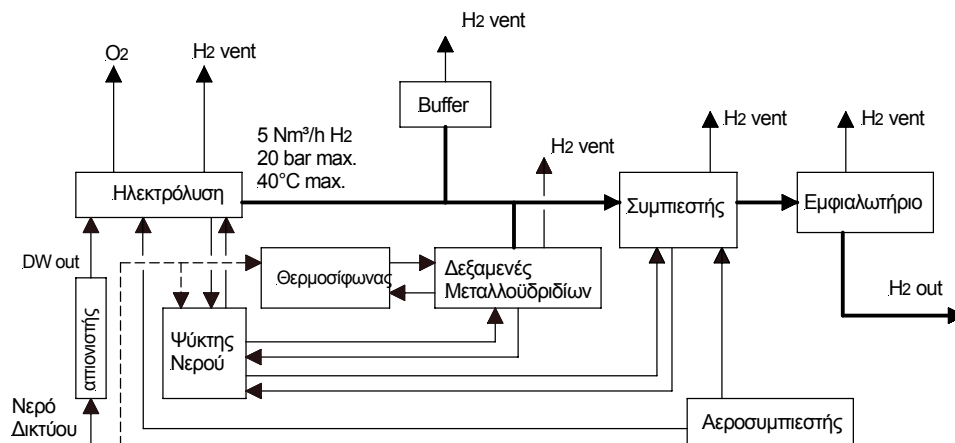 H2 vent
O2
H2 vent
Buffer
5 Nm³/h H2
20 bar max.
40°C max.
H2 vent
H2 vent
H2 vent
Ηλεκτρόλυση
Συμπιεστής
Εμφιαλωτήριο
DW out
Θερμοσίφωνας
Δεξαμενές
Μεταλλοϋδριδίων
H2 out
Ψύκτης
Νερού
απιονιστής
Νερό
Δικτύου
Αεροσυμπιεστής